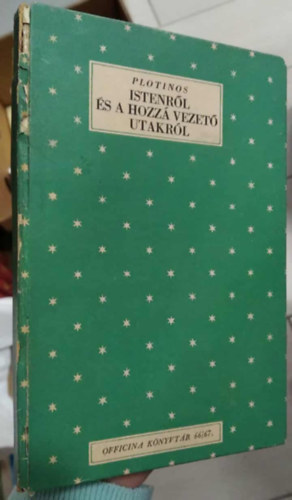 PLOTINOS
ISTENRŐL
ÉS A HOZZÁ VEZETŐ
UTAKRÓL
OFFICINA KÖNYVTÁR 66/67.